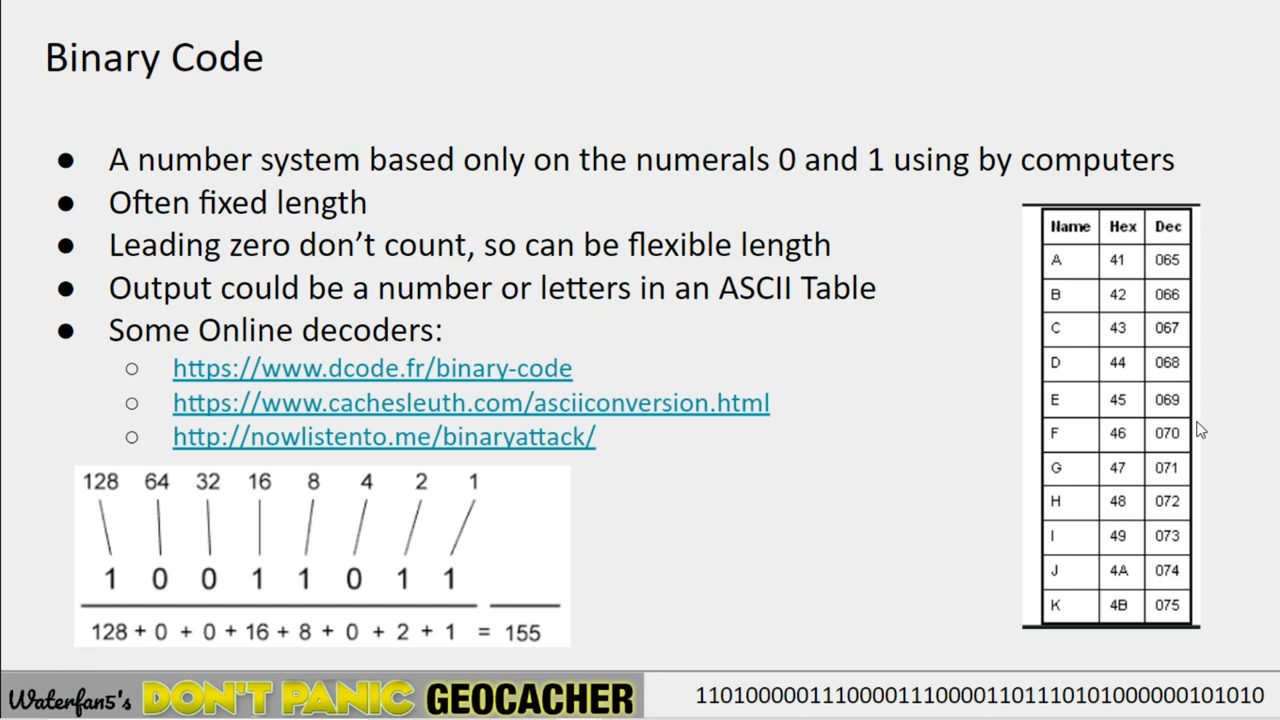 Binary Code
● A number system based only on the numerals 0 and 1 using by computers
● Often fixed length
● Leading zero don’t count, so can be flexible length
● Output could be a number or letters in an ASCII Table
● Some Online decoders:
○ https://www.dcode.fr/binary-code
○ https://www.cachesleuth.com/asciiconversion.html
○ http://nowlistento.me/binaryattack/
128 64 32 16 8 4 2 1
1 0 0 1 1 0 1 1
128 + 0 + 0 + 16 + 8 + 0 + 2 + 1 = 155
Name Hex Dec
A 41 065
B 42 066
C 43 067
D 44 068
E 45 069
F 46 070
G 47 071
H 48 072
I 49 073
J 4A 074
K 4B 075
Waterfan5's DON'T PANIC GEOCACHER
11010000011100001110000110111010100000010101​0